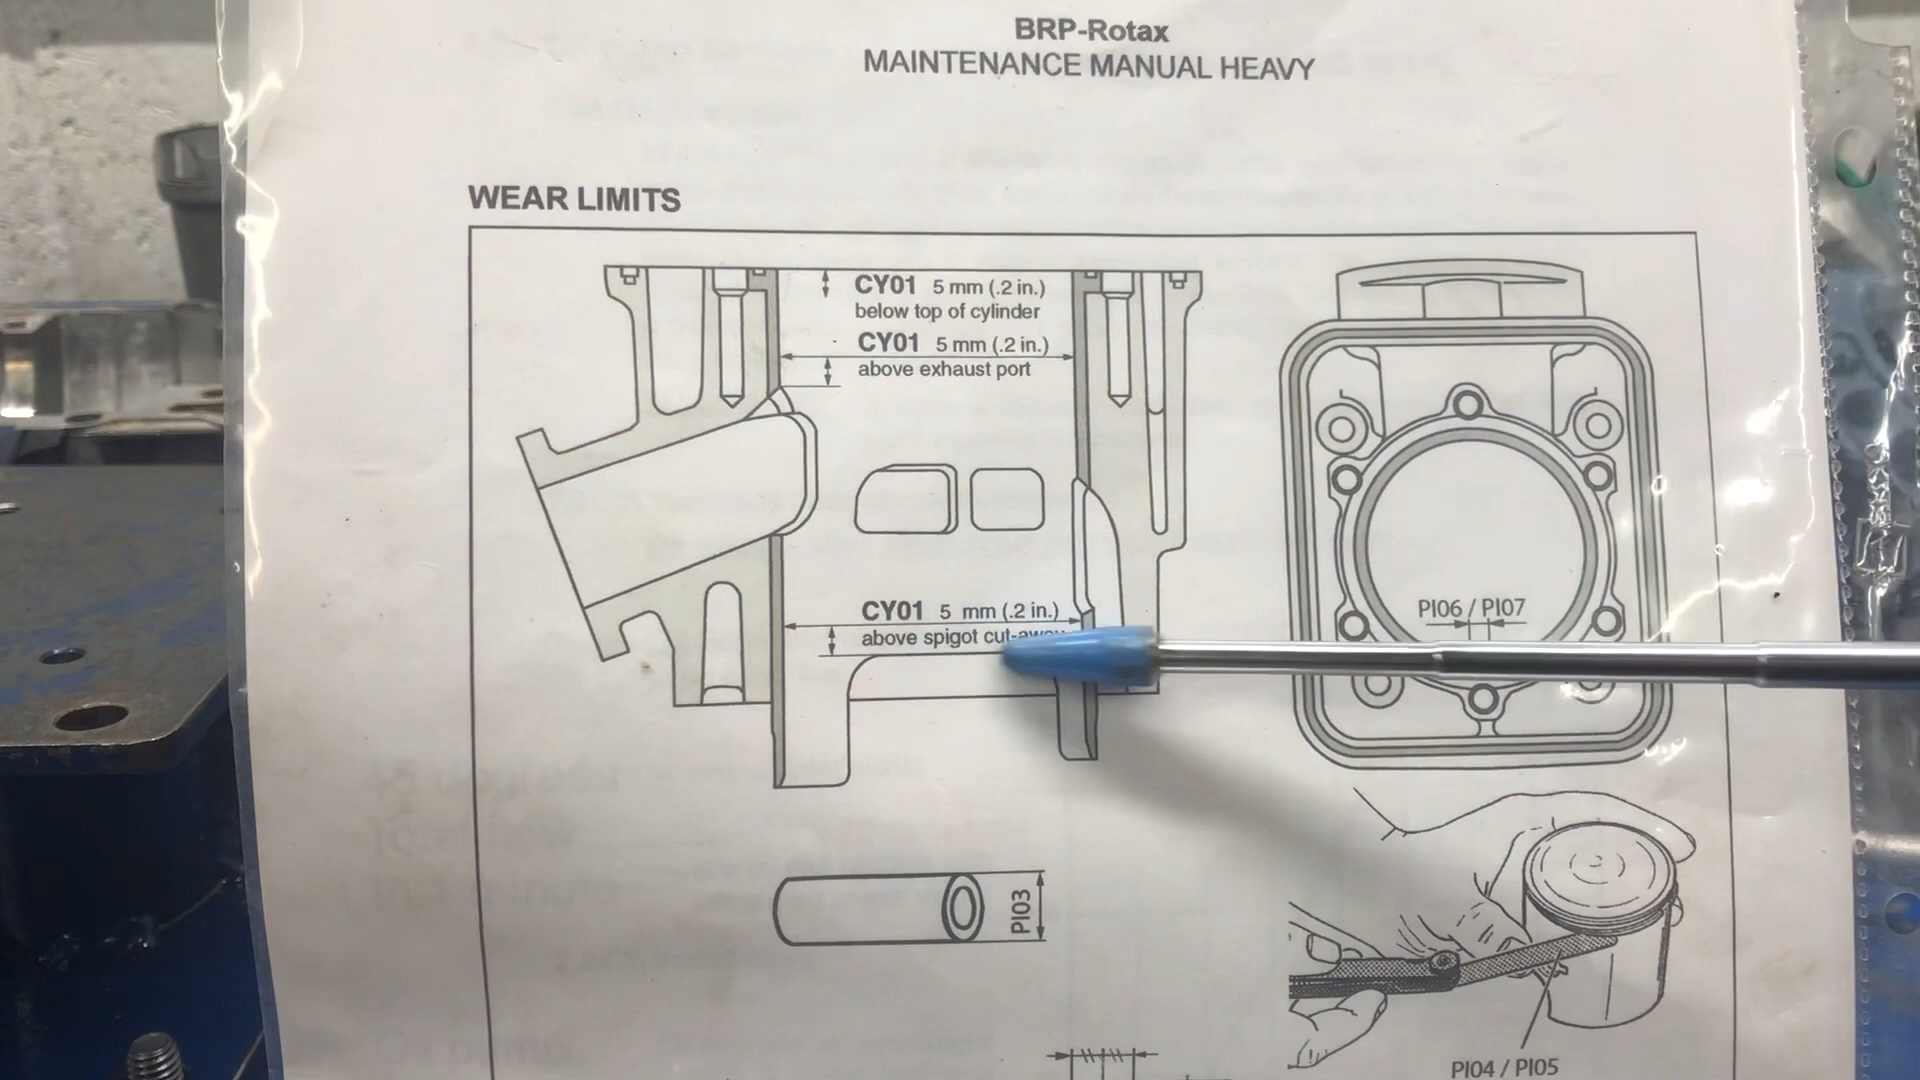 BRP-Rotax
MAINTENANCE MANUAL HEAVY
WEAR LIMITS
CY01 5 mm (.2 in.)
below top of cylinder
CY01 5 mm (.2 in.)
above exhaust port
CY01 5 mm (.2 in.)
above spigot cut-away
PI06 / PI07
PI03
PI04 / PI05